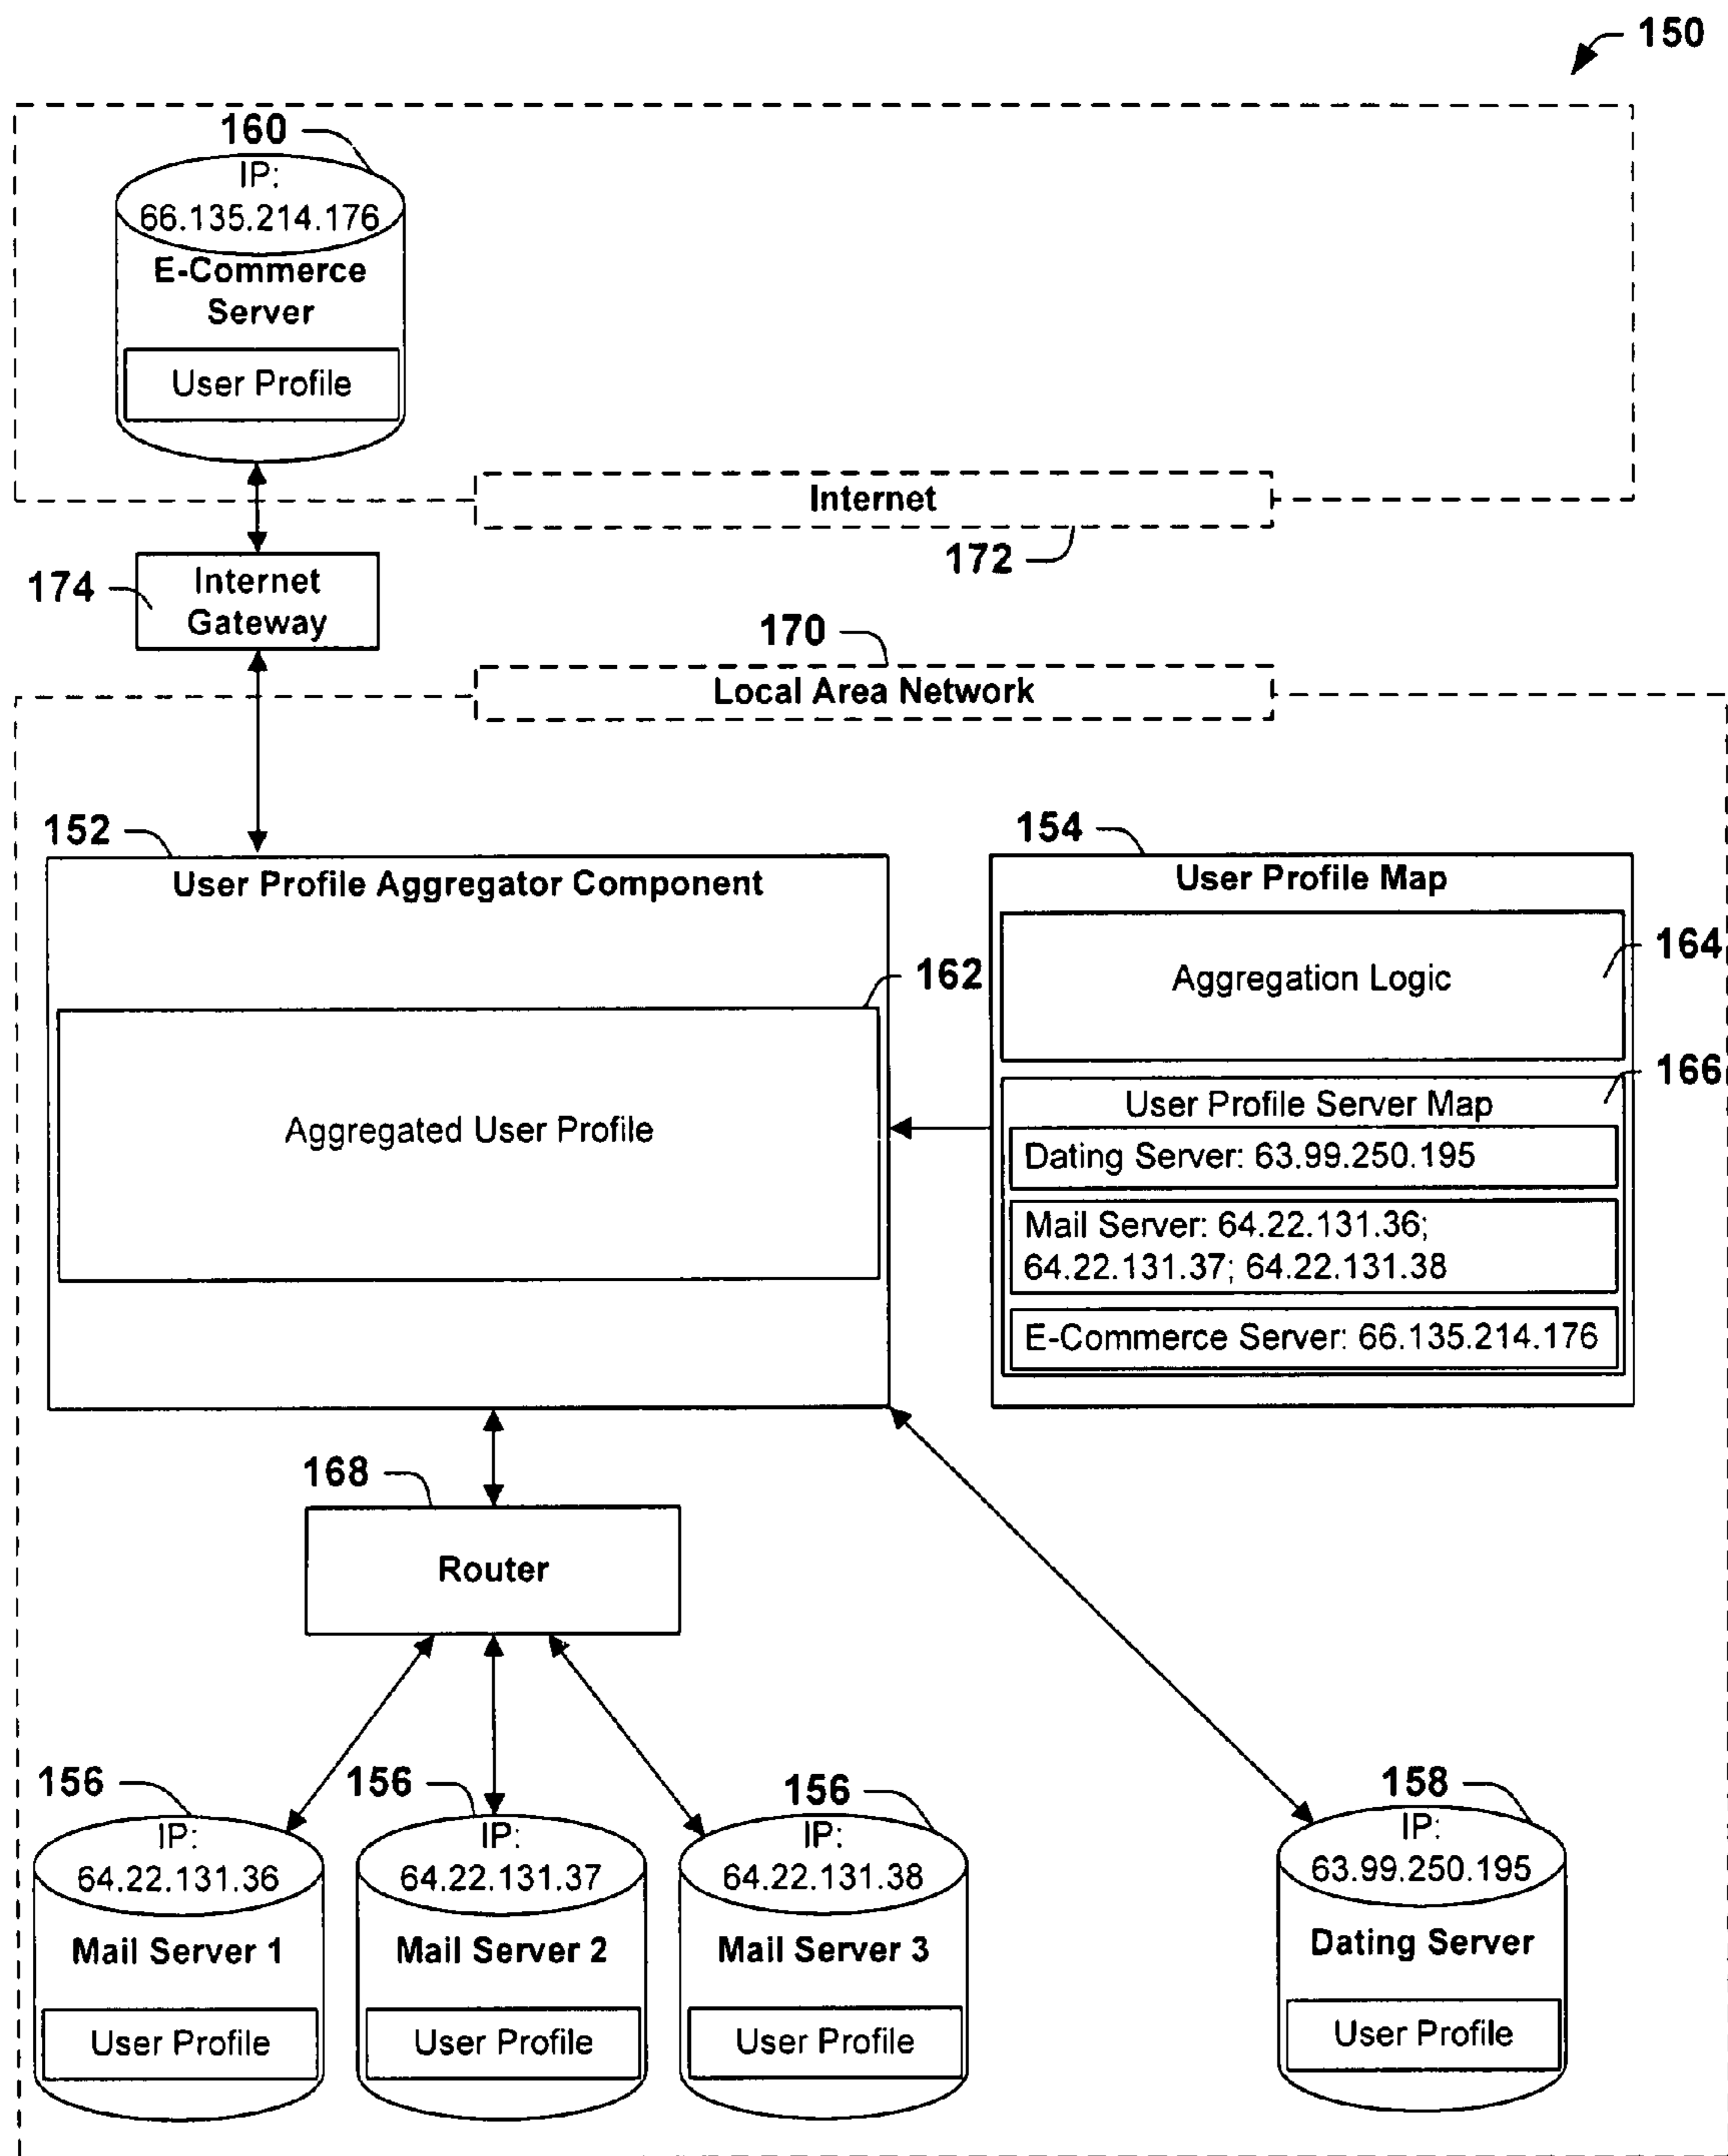 150
160
IP:
66.135.214.176
E-Commerce
Server
User Profile
Internet
172
174
Internet
Gateway
170
Local Area Network
152
User Profile Aggregator Component
162
Aggregated User Profile
154
User Profile Map
164
Aggregation Logic
166
User Profile Server Map
Dating Server: 63.99.250.195
Mail Server: 64.22.131.36;
64.22.131.37; 64.22.131.38
E-Commerce Server: 66.135.214.176
168
Router
156
IP:
64.22.131.36
Mail Server 1
User Profile
156
IP:
64.22.131.37
Mail Server 2
User Profile
156
IP:
64.22.131.38
Mail Server 3
User Profile
158
IP:
63.99.250.195
Dating Server
User Profile